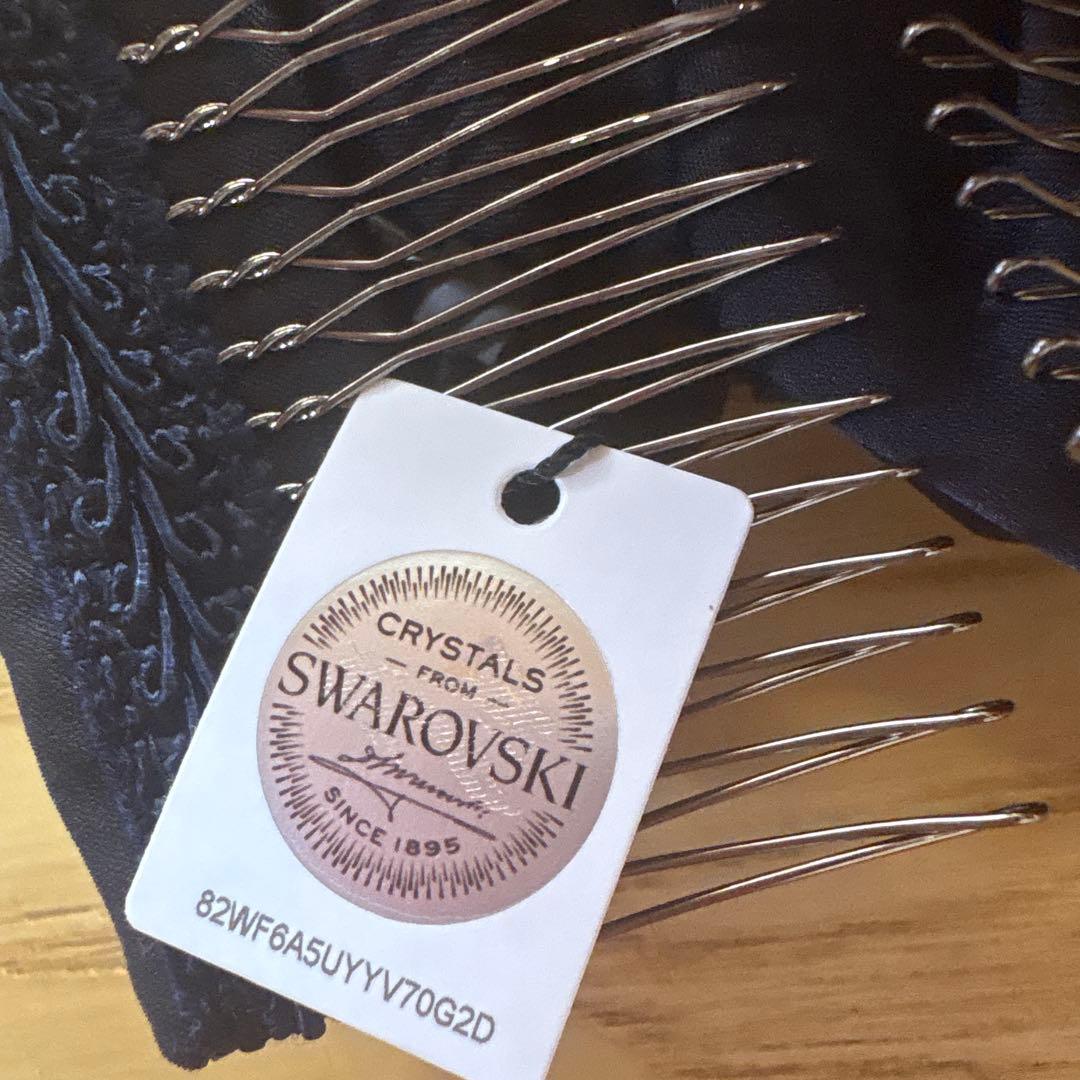 CRYSTALS
— FROM —
SWAROVSKI
SINCE 1895
82WF6A5UYYV70G2D